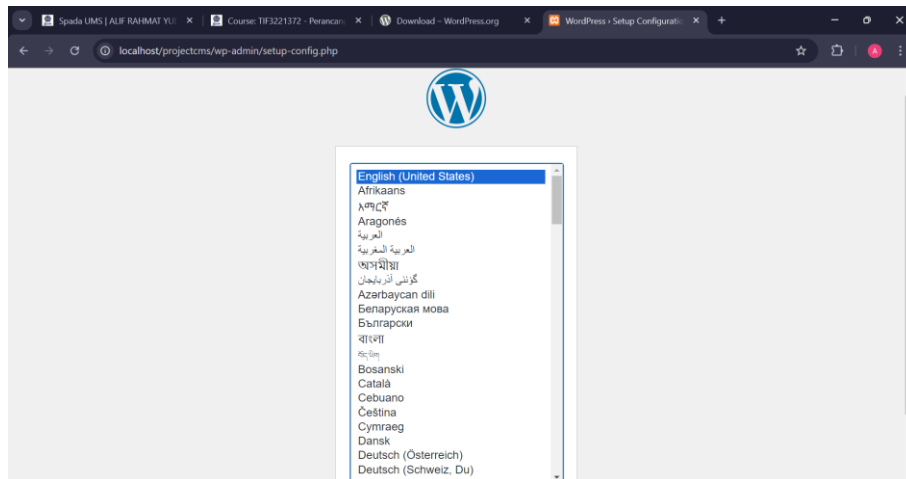 Spada UMS | ALIF RAHMAT YU
Course: TIF3221372 - Perancan
Download – WordPress.org
WordPress › Setup Configuratio
localhost/projectcms/wp-admin/setup-config.php
A
English (United States)
Afrikaans
አማርኛ
Aragonés
العربية
العربية المغربية
অসমীয়া
گؤنئی آذربایجان
Azərbaycan dili
Беларуская мова
Български
বাংলা
བོད་ཡིག
Bosanski
Català
Cebuano
Čeština
Cymraeg
Dansk
Deutsch (Österreich)
Deutsch (Schweiz, Du)